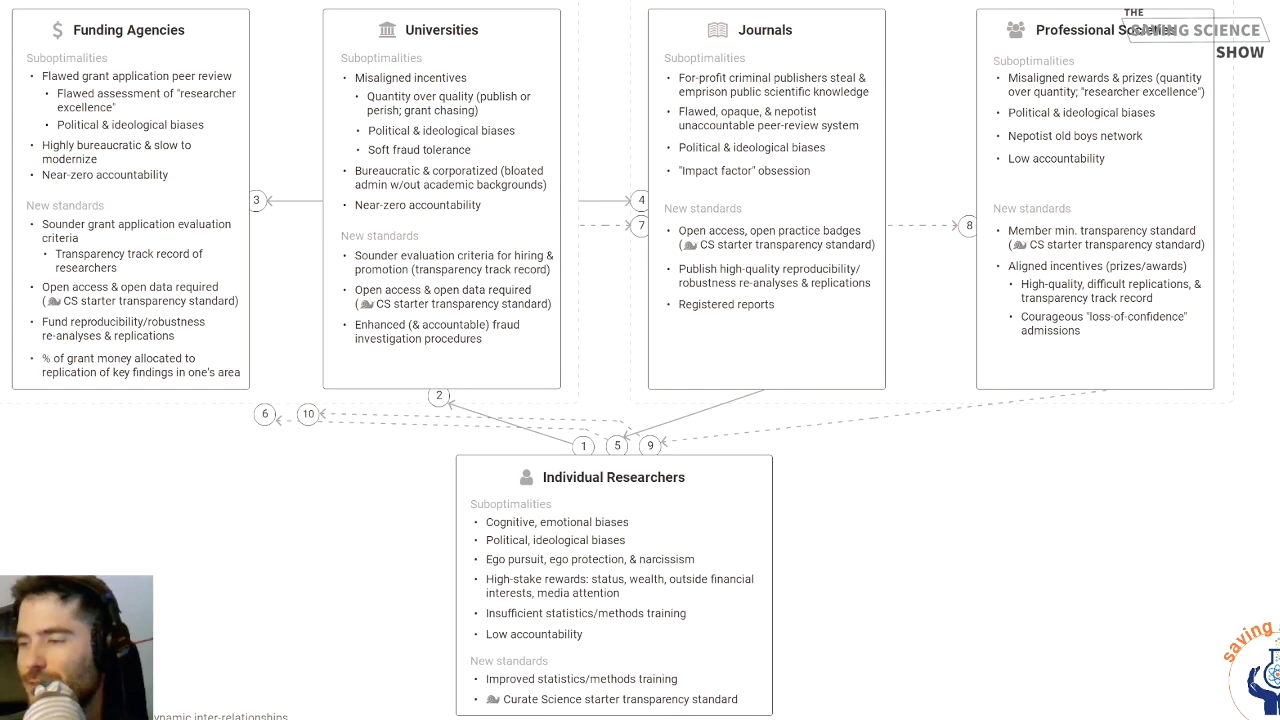 THE
SAVING SCIENCE
SHOW
Funding Agencies
Suboptimalities
• Flawed grant application peer review
• Flawed assessment of "researcher
excellence"
• Political & ideological biases
• Highly bureaucratic & slow to
modernize
• Near-zero accountability
New standards
• Sounder grant application evaluation
criteria
• Transparency track record of
researchers
• Open access & open data required
( CS starter transparency standard)
• Fund reproducibility/robustness
re-analyses & replications
• % of grant money allocated to
replication of key findings in one's area
3
Universities
Suboptimalities
• Misaligned incentives
• Quantity over quality (publish or
perish; grant chasing)
• Political & ideological biases
• Soft fraud tolerance
• Bureaucratic & corporatized (bloated
admin w/out academic backgrounds)
• Near-zero accountability
New standards
• Sounder evaluation criteria for hiring &
promotion (transparency track record)
• Open access & open data required
( CS starter transparency standard)
• Enhanced (& accountable) fraud
investigation procedures
4
7
Journals
Suboptimalities
• For-profit criminal publishers steal &
emprison public scientific knowledge
• Flawed, opaque, & nepotist
unaccountable peer-review system
• Political & ideological biases
• "Impact factor" obsession
New standards
• Open access, open practice badges
( CS starter transparency standard)
• Publish high-quality reproducibility/
robustness re-analyses & replications
• Registered reports
8
Professional Societies
Suboptimalities
• Misaligned rewards & prizes (quantity
over quantity; "researcher excellence")
• Political & ideological biases
• Nepotist old boys network
• Low accountability
New standards
• Member min. transparency standard
( CS starter transparency standard)
• Aligned incentives (prizes/awards)
• High-quality, difficult replications, &
transparency track record
• Courageous "loss-of-confidence"
admissions
2
6
10
1
5
9
Individual Researchers
Suboptimalities
• Cognitive, emotional biases
• Political, ideological biases
• Ego pursuit, ego protection, & narcissism
• High-stake rewards: status, wealth, outside financial
interests, media attention
• Insufficient statistics/methods training
• Low accountability
New standards
• Improved statistics/methods training
• Curate Science starter transparency standard
saving
ynamic inter-relationships